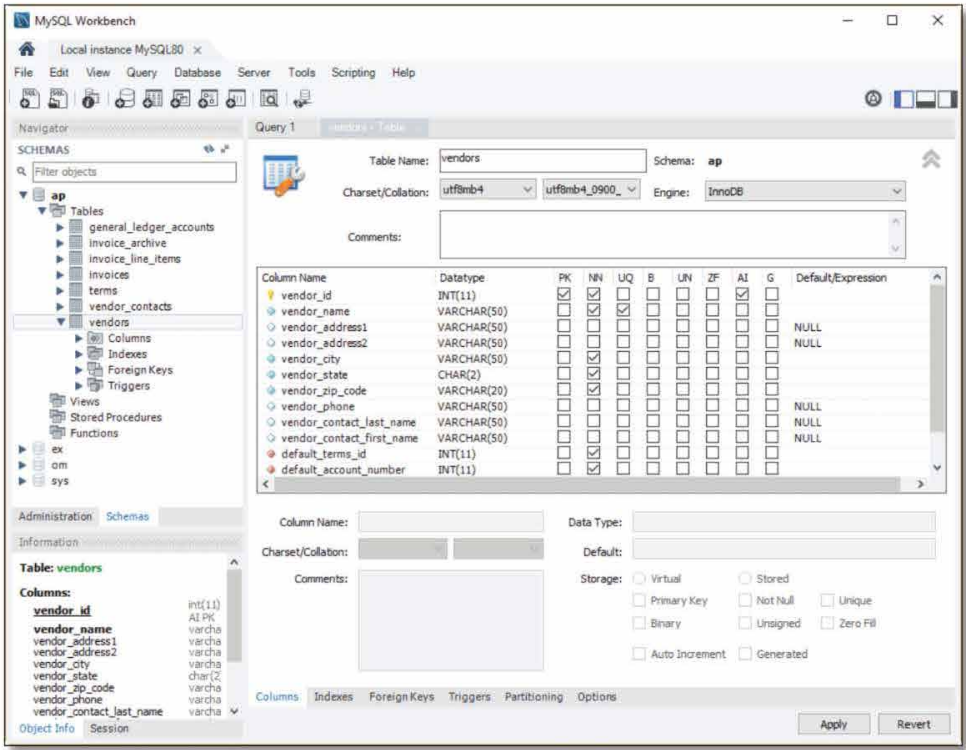 MySQL Workbench
Local instance MySQL80 ×
File Edit View Query Database Server Tools Scripting Help
Navigator
SCHEMAS
Filter objects
ap
Tables
general_ledger_accounts
invoice_archive
invoice_line_items
invoices
terms
vendor_contacts
vendors
Columns
Indexes
Foreign Keys
Triggers
Views
Stored Procedures
Functions
ex
om
sys
Administration Schemas
Information
Table: vendors
Columns:
vendor_id int(11)
AI PK
vendor_name varcha
vendor_address1 varcha
vendor_address2 varcha
vendor_city varcha
vendor_state char(2
vendor_zip_code varcha
vendor_phone varcha
vendor_contact_last_name varcha
Object Info Session
Query 1 vendors - Table
Table Name: vendors Schema: ap
Charset/Collation: utf8mb4 utf8mb4_0900_ Engine: InnoDB
Comments:
Column Name Datatype PK NN UQ B UN ZF AI G Default/Expression
vendor_id INT(11)
vendor_name VARCHAR(50)
vendor_address1 VARCHAR(50) NULL
vendor_address2 VARCHAR(50) NULL
vendor_city VARCHAR(50)
vendor_state CHAR(2)
vendor_zip_code VARCHAR(20)
vendor_phone VARCHAR(50) NULL
vendor_contact_last_name VARCHAR(50) NULL
vendor_contact_first_name VARCHAR(50) NULL
default_terms_id INT(11)
default_account_number INT(11)
Column Name: Data Type:
Charset/Collation: Default:
Comments: Storage: Virtual Stored
Primary Key Not Null Unique
Binary Unsigned Zero Fill
Auto Increment Generated
Columns Indexes Foreign Keys Triggers Partitioning Options
Apply Revert